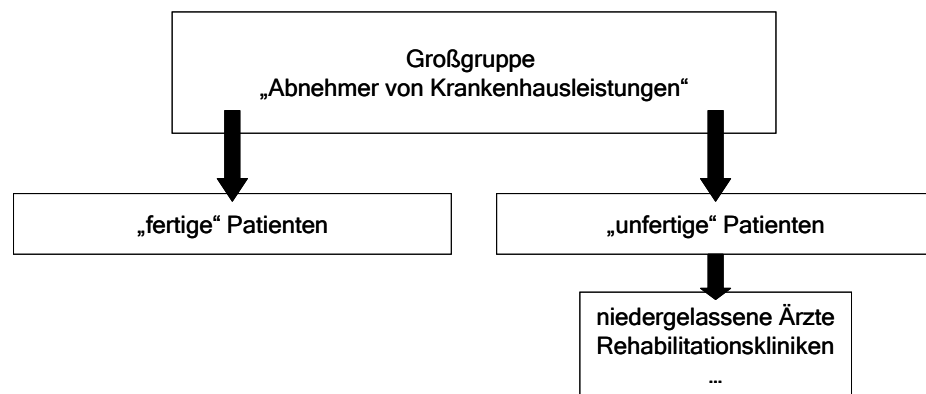 Großgruppe
„Abnehmer von Krankenhausleistungen“
„fertige“ Patienten
„unfertige“ Patienten
niedergelassene Ärzte
Rehabilitationskliniken
...